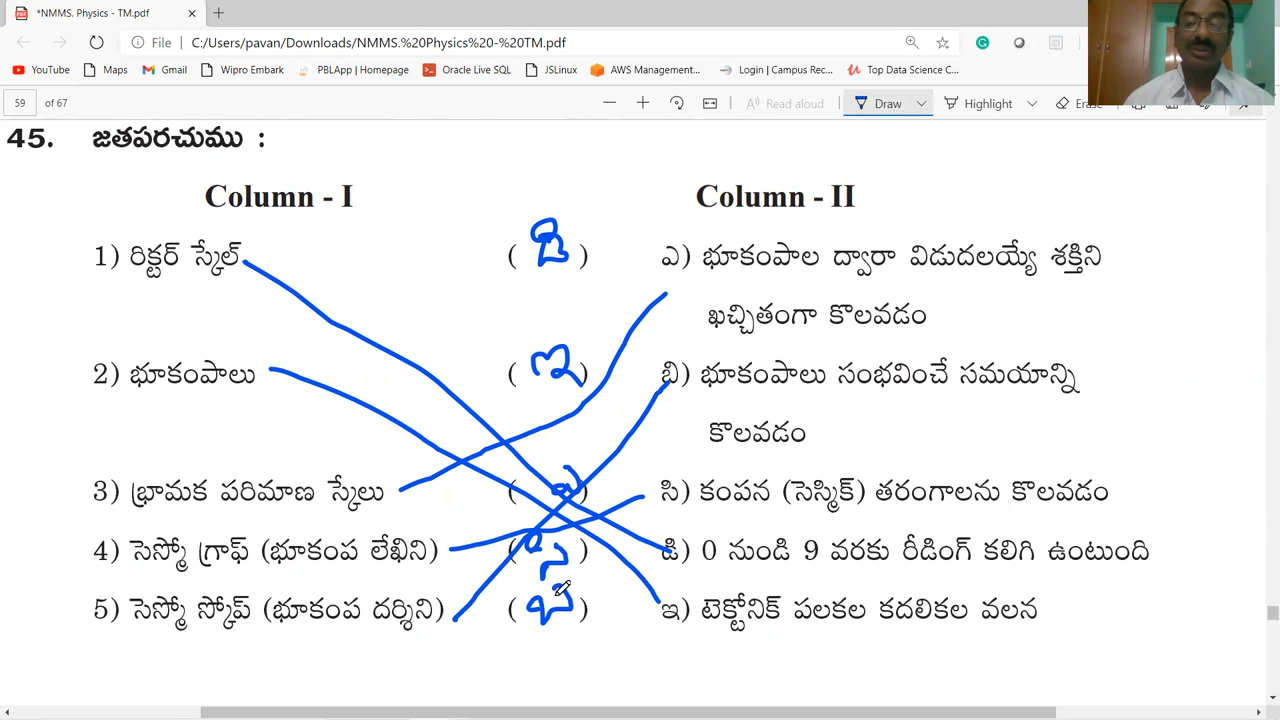 *NMMS. Physics - TM.pdf
File C:/Users/pavan/Downloads/NMMS.%20Physics%20-%20TM.pdf
YouTube Maps Gmail Wipro Embark PBLApp | Homepage Oracle Live SQL JSLinux AWS Management... Login | Campus Rec... Top Data Science C...
59 of 67 Read aloud Draw Highlight Erase
45. జతపరచుము :
Column - I Column - II
1) రిక్టర్ స్కేల్ ( డి ) ఎ) భూకంపాల ద్వారా విడుదలయ్యే శక్తిని
ఖచ్చితంగా కొలవడం
2) భూకంపాలు ( ఇ ) బి) భూకంపాలు సంభవించే సమయాన్ని
కొలవడం
3) భ్రామక పరిమాణ స్కేలు ( ఎ ) సి) కంపన (సెస్మిక్) తరంగాలను కొలవడం
4) సెస్మో గ్రాఫ్ (భూకంప లేఖిని) ( సి ) డి) 0 నుండి 9 వరకు రీడింగ్ కలిగి ఉంటుంది
5) సెస్మో స్కోప్ (భూకంప దర్శిని) ( బి ) ఇ) టెక్టోనిక్ పలకల కదలికల వలన